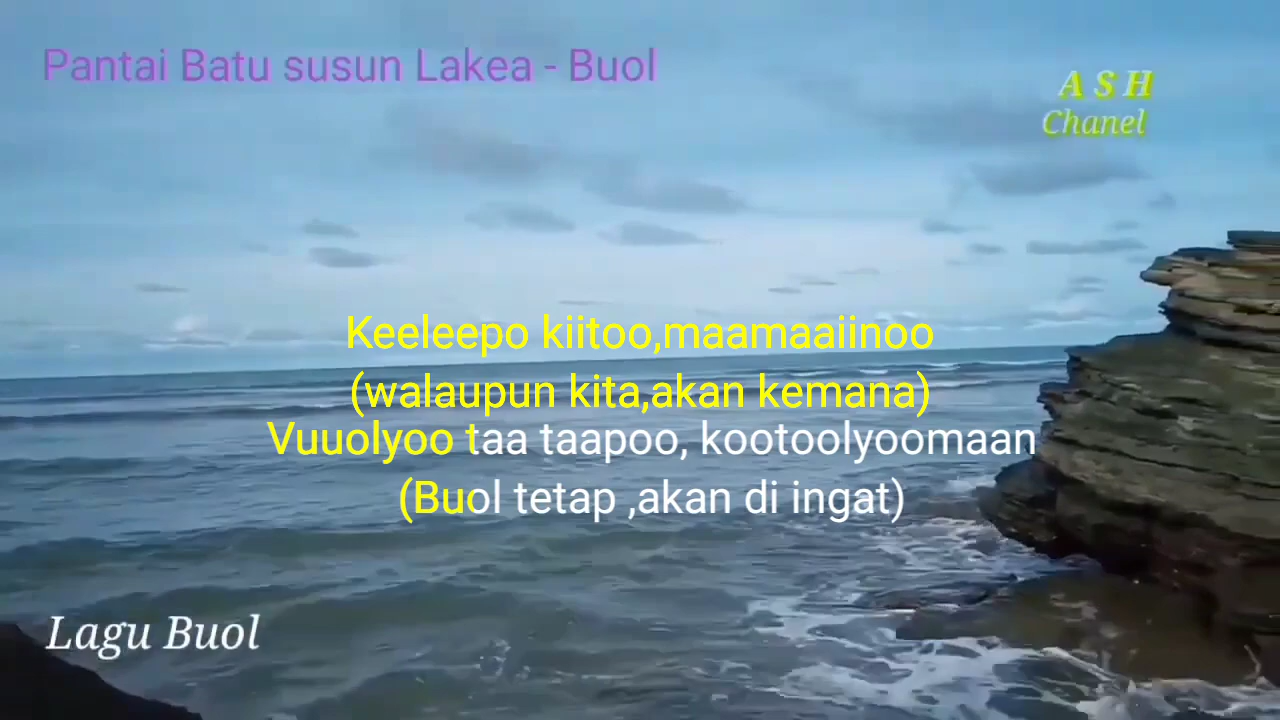 Pantai Batu susun Lakea - Buol
A S H
Chanel
Keeleepo kiitoo,maamaaiinoo
(walaupun kita,akan kemana)
Vuuolyoo taa taapoo, kootoolyoomaan
(Buol tetap ,akan di ingat)
Lagu Buol